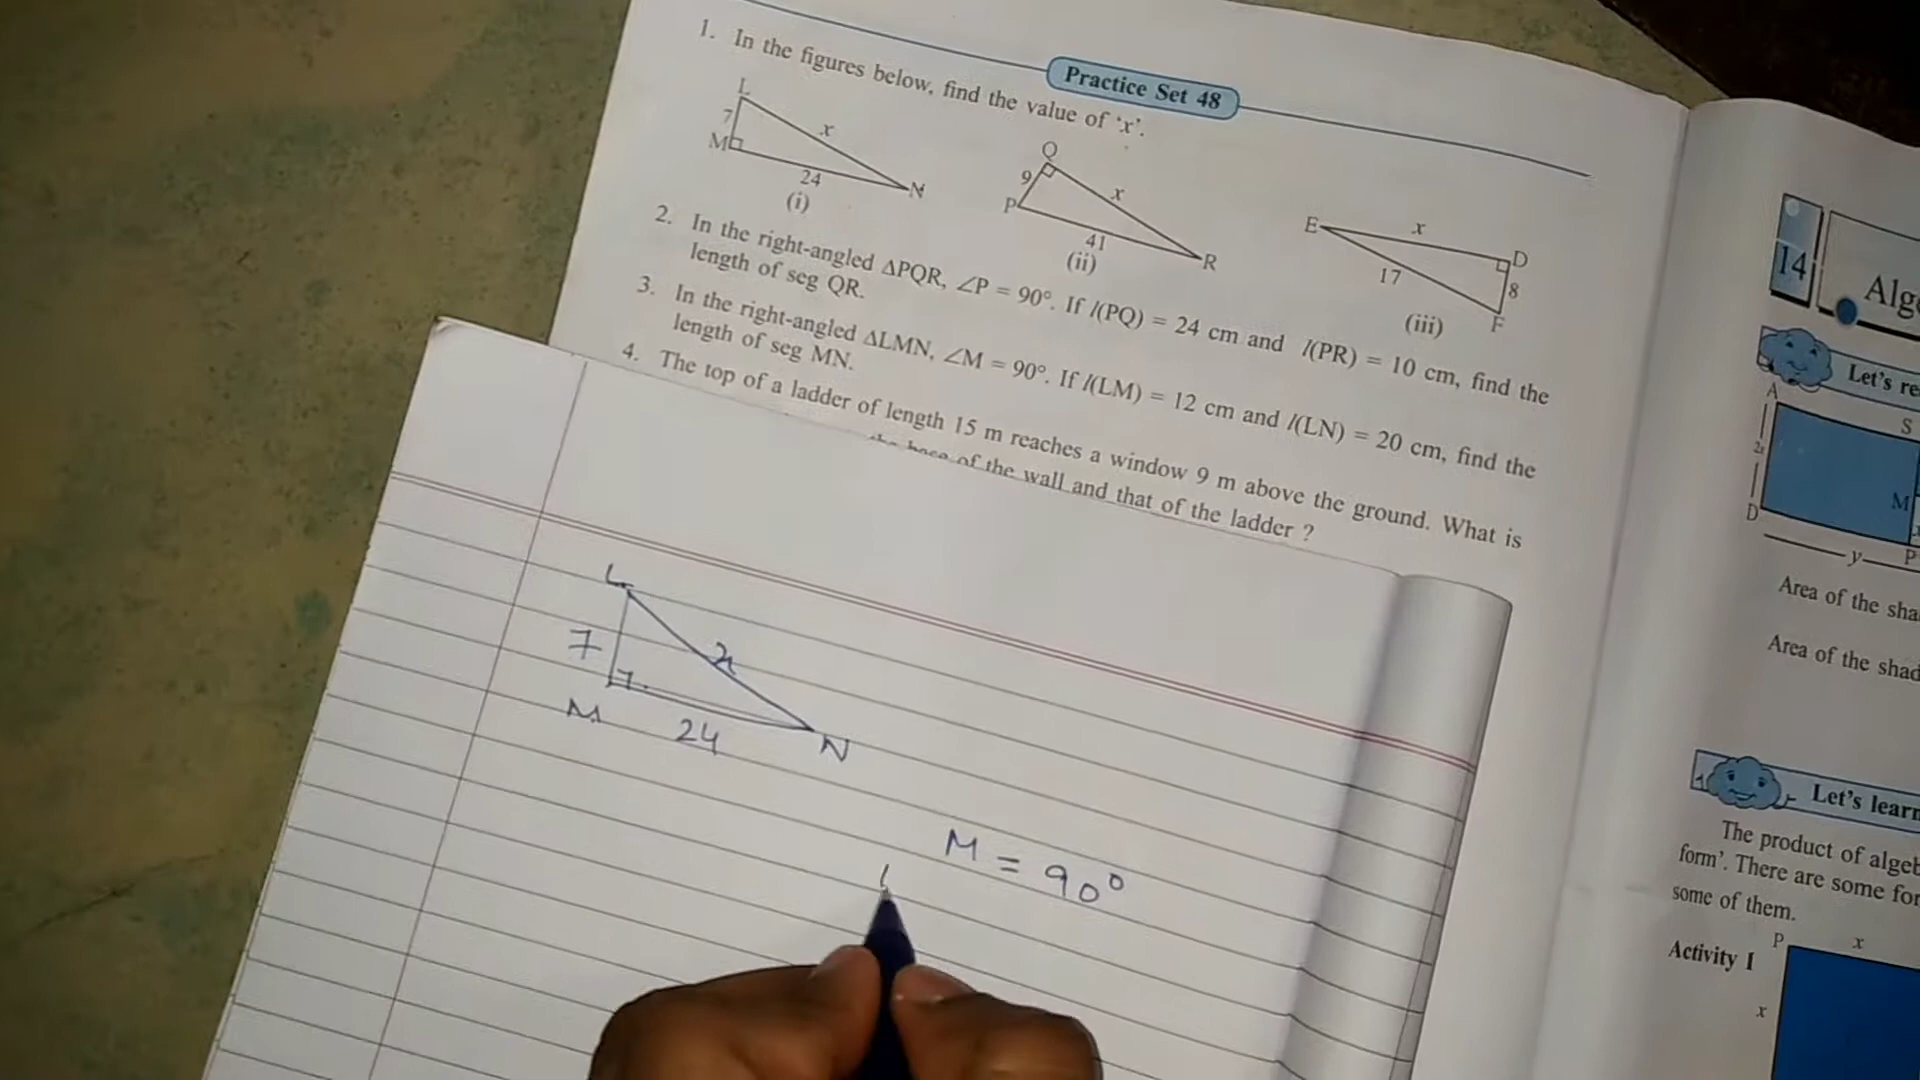 Practice Set 48
1. In the figures below, find the value of ‘x’.
L
7
x
M
24
N
(i)
Q
9
x
P
41
R
(ii)
E
x
D
17
8
F
(iii)
2. In the right-angled ΔPQR, ∠P = 90°. If l(PQ) = 24 cm and l(PR) = 10 cm, find the
length of seg QR.
3. In the right-angled ΔLMN, ∠M = 90°. If l(LM) = 12 cm and l(LN) = 20 cm, find the
length of seg MN.
4. The top of a ladder of length 15 m reaches a window 9 m above the ground. What is
the base of the wall and that of the ladder ?
L
7
x
M
24
N
M = 90°
14
Alg
Let's re
A
S
M
D
y
P
Area of the sha
Area of the shad
Let's learn
The product of algeb
form’. There are some for
some of them.
Activity I
P
x
x